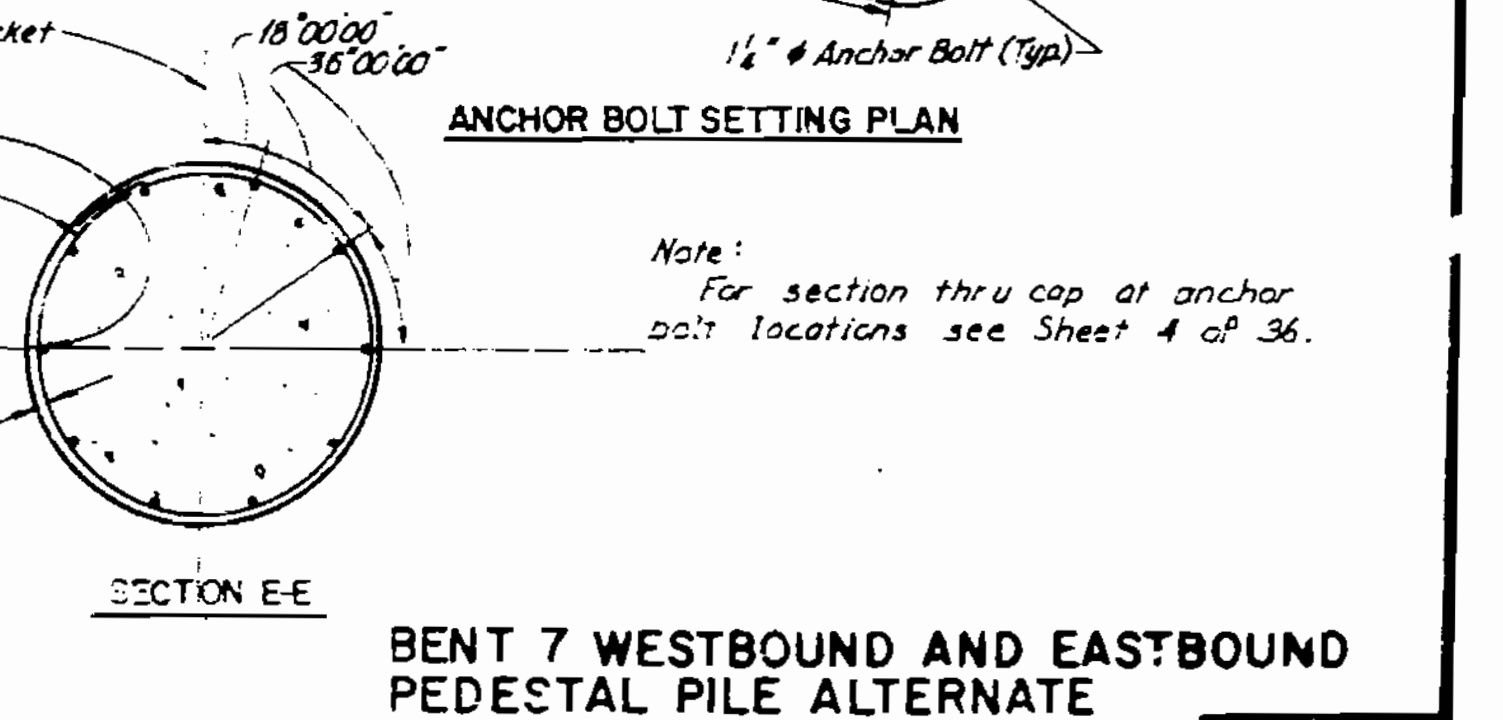 18°00'00"
36°00'00"
1¼" ϕ Anchor Bolt (Typ.)
ANCHOR BOLT SETTING PLAN
Note:
For section thru cap at anchor
bolt locations see Sheet 4 of 36.
SECTION E-E
BENT 7 WESTBOUND AND EASTBOUND
PEDESTAL PILE ALTERNATE